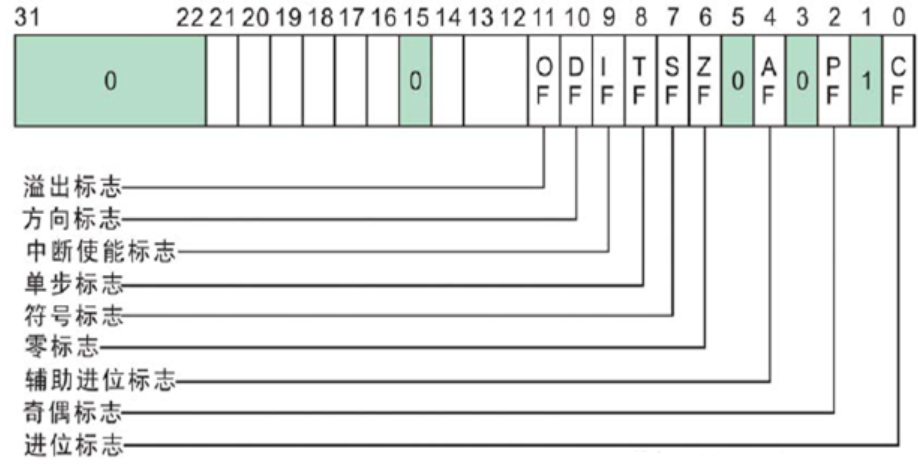 31 22 21 20 19 18 17 16 15 14 13 12 11 10 9 8 7 6 5 4 3 2 1 0
0 0 OF DF IF TF SF ZF 0 AF 0 PF 1 CF
溢出标志
方向标志
中断使能标志
单步标志
符号标志
零标志
辅助进位标志
奇偶标志
进位标志